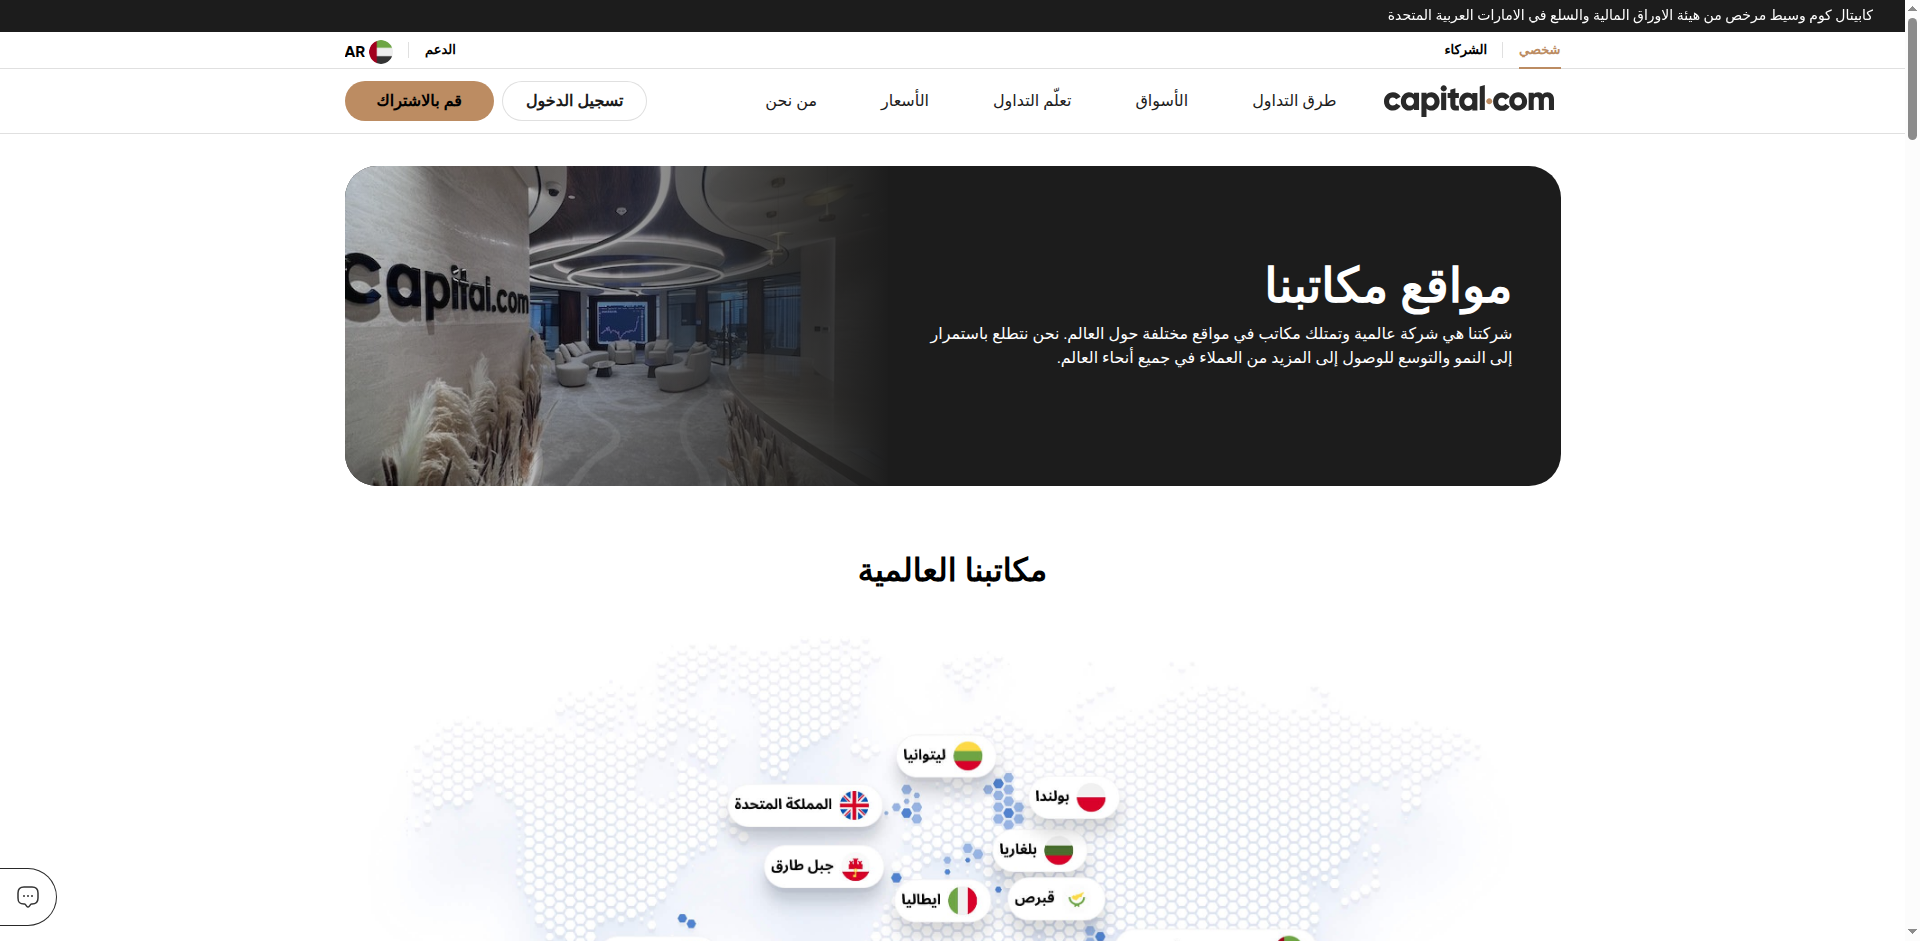 كابيتال كوم وسيط مرخص من هيئة الاوراق المالية والسلع في الامارات العربية المتحدة
شخصي
الشركاء
الدعم
AR
capital.com
طرق التداول
الأسواق
تعلّم التداول
الأسعار
من نحن
تسجيل الدخول
قم بالاشتراك
مواقع مكاتبنا
شركتنا هي شركة عالمية وتمتلك مكاتب في مواقع مختلفة حول العالم. نحن نتطلع باستمرار
إلى النمو والتوسع للوصول إلى المزيد من العملاء في جميع أنحاء العالم.
capital.com
مكاتبنا العالمية
ليتوانيا
بولندا
المملكة المتحدة
بلغاريا
جبل طارق
قبرص
ايطاليا